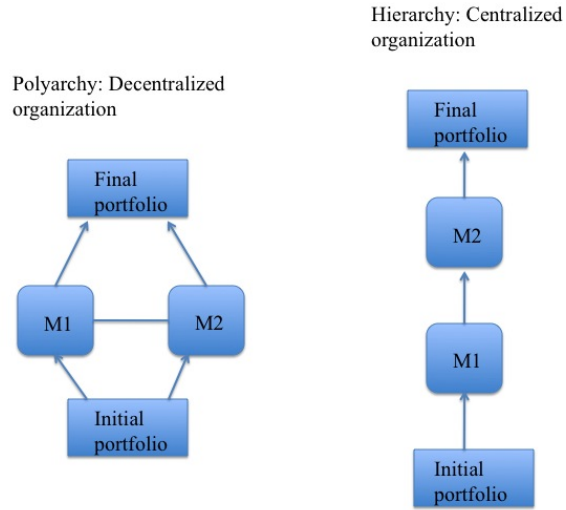 Polyarchy: Decentralized
organization
Final
portfolio
M1
M2
Initial
portfolio
Hierarchy: Centralized
organization
Final
portfolio
M2
M1
Initial
portfolio